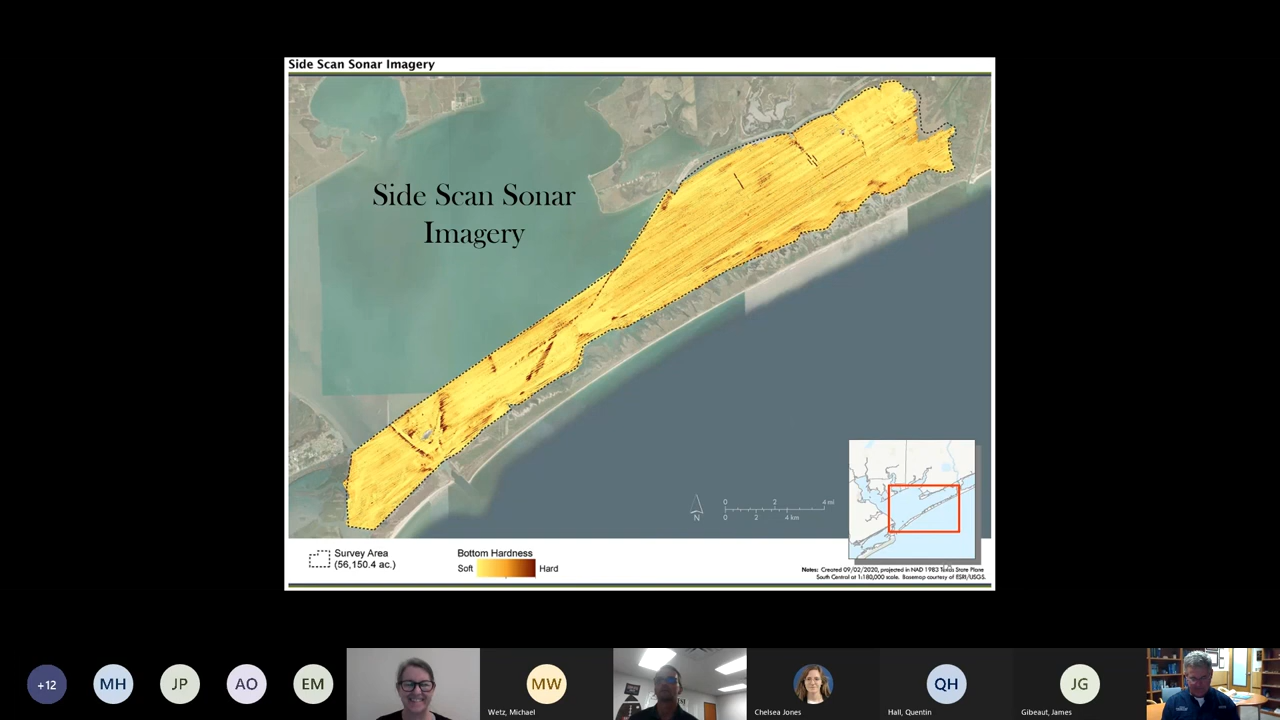 Side Scan Sonar Imagery
Side Scan Sonar
Imagery
N
0 2 4 mi
0 2 4 km
Survey Area
(56,150.4 ac.)
Bottom Hardness
Soft Hard
Notes: Created 09/02/2020, projected in NAD 1983 Texas State Plane
South Central at 1:180,000 scale. Basemap courtesy of ESRI/USGS.
+12
MH
JP
AO
EM
MW
QH
JG
Wetz, Michael
Chelsea Jones
Hall, Quentin
Gibeaut, James